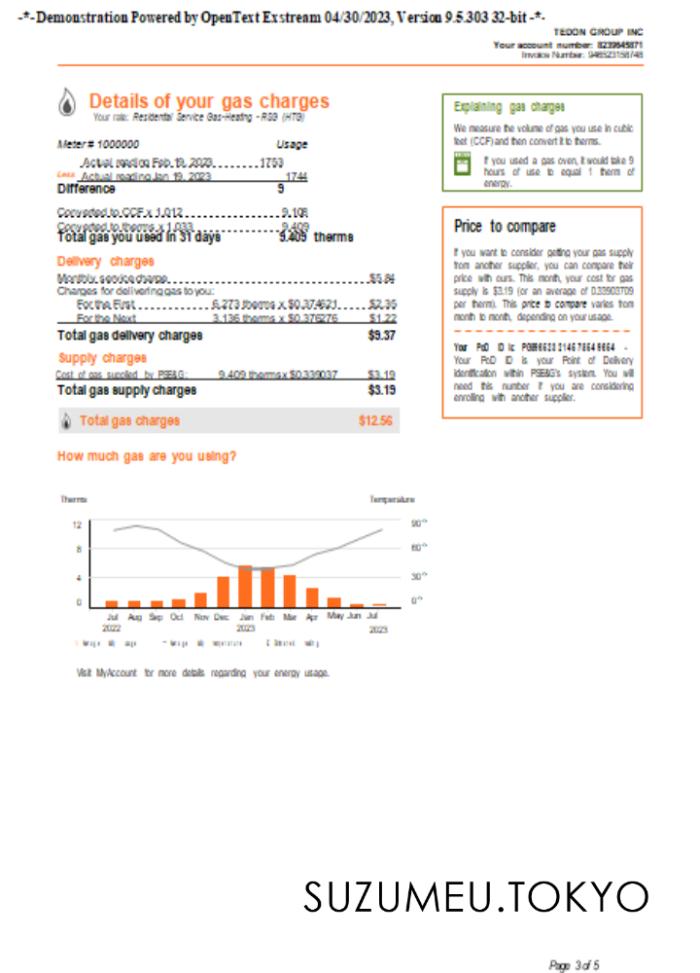 -*- Demonstration Powered by OpenText Exstream 04/30/2023, Version 9.5.303 32-bit -*-
TEDON GROUP INC
Your account number: 8239645871
Invoice Number: 946523158748
Details of your gas charges
Your rate: Residential Service Gas-Heating - RSG (HTG)
Meter# 1000000 Usage
Actual reading Feb 19, 2023 1753
Less Actual reading Jan 19, 2023 1744
Difference 9
Converted to CCF x 1.012 9.108
Converted to therms x 1.033 9.409
Total gas you used in 31 days 9.409 therms
Delivery charges
Monthly service charge $5.84
Charges for delivering gas to you:
For the First 6.273 therms x $0.374621 $2.35
For the Next 3.136 therms x $0.376276 $1.22
Total gas delivery charges $9.37
Supply charges
Cost of gas supplied by PSE&G: 9.409 therms x $0.339037 $3.19
Total gas supply charges $3.19
Total gas charges $12.56
How much gas are you using?
Therms Temperature
12 90°
8 60°
4 30°
0 0°
Jul Aug Sep Oct Nov Dec Jan Feb Mar Apr May Jun Jul
2022 2023 2023
Visit MyAccount for more details regarding your energy usage.
Explaining gas charges
We measure the volume of gas you use in cubic
feet (CCF) and then convert it to therms.
If you used a gas oven, it would take 9
hours of use to equal 1 therm of
energy.
Price to compare
If you want to consider getting your gas supply
from another supplier, you can compare their
price with ours. This month, your cost for gas
supply is $3.19 (or an average of 0.33903709
per therm). This price to compare varies from
month to month, depending on your usage.
Your PoD ID is: -
Your PoD ID is your Point of Delivery
identification within PSE&G's system. You will
need this number if you are considering
enrolling with another supplier.
SUZUMEU.TOKYO
Page 3 of 5